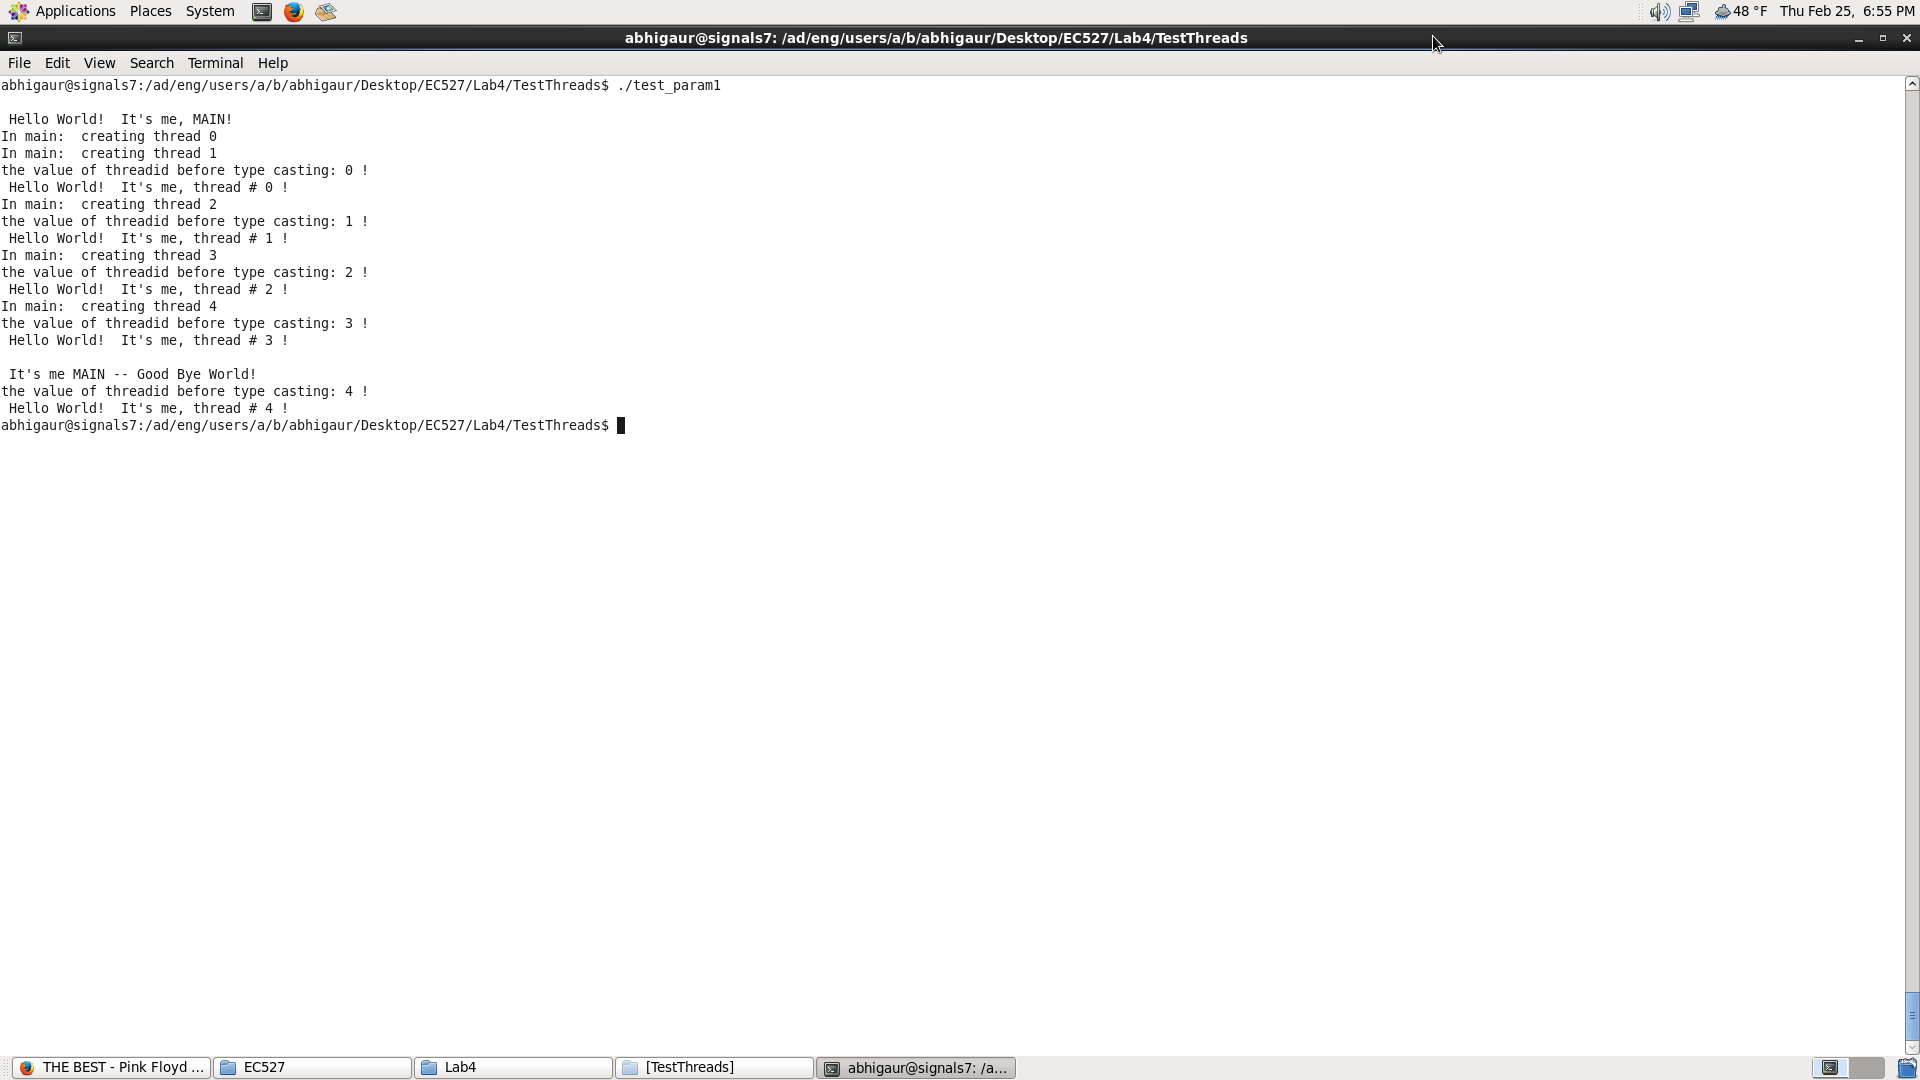 Applications Places System 48 °F Thu Feb 25, 6:55 PM
abhigaur@signals7: /ad/eng/users/a/b/abhigaur/Desktop/EC527/Lab4/TestThreads
File Edit View Search Terminal Help
abhigaur@signals7:/ad/eng/users/a/b/abhigaur/Desktop/EC527/Lab4/TestThreads$ ./test_param1
Hello World!  It's me, MAIN!
In main:  creating thread 0
In main:  creating thread 1
the value of threadid before type casting: 0 !
Hello World!  It's me, thread # 0 !
In main:  creating thread 2
the value of threadid before type casting: 1 !
Hello World!  It's me, thread # 1 !
In main:  creating thread 3
the value of threadid before type casting: 2 !
Hello World!  It's me, thread # 2 !
In main:  creating thread 4
the value of threadid before type casting: 3 !
Hello World!  It's me, thread # 3 !
It's me MAIN -- Good Bye World!
the value of threadid before type casting: 4 !
Hello World!  It's me, thread # 4 !
abhigaur@signals7:/ad/eng/users/a/b/abhigaur/Desktop/EC527/Lab4/TestThreads$
THE BEST - Pink Floyd ... EC527 Lab4 [TestThreads] abhigaur@signals7: /a...